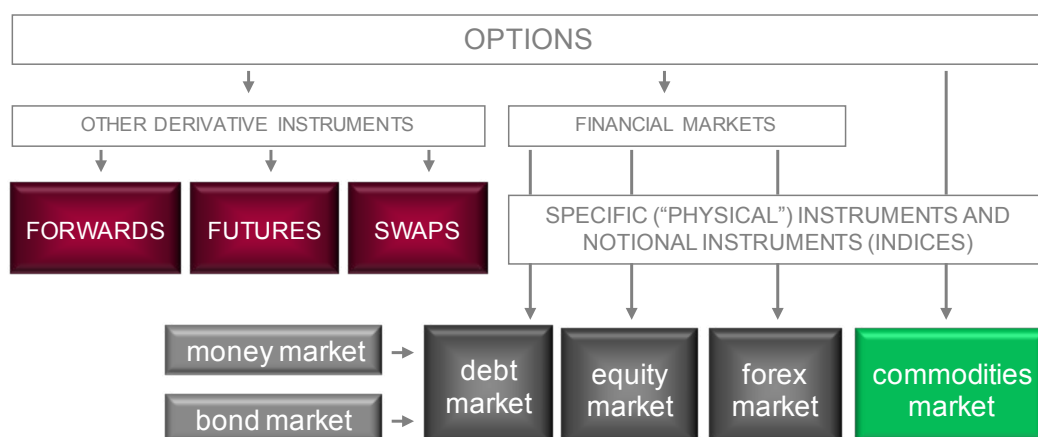 OPTIONS
OTHER DERIVATIVE INSTRUMENTS
FINANCIAL MARKETS
FORWARDS
FUTURES
SWAPS
SPECIFIC (“PHYSICAL”) INSTRUMENTS AND
NOTIONAL INSTRUMENTS (INDICES)
money market
bond market
debt
market
equity
market
forex
market
commodities
market